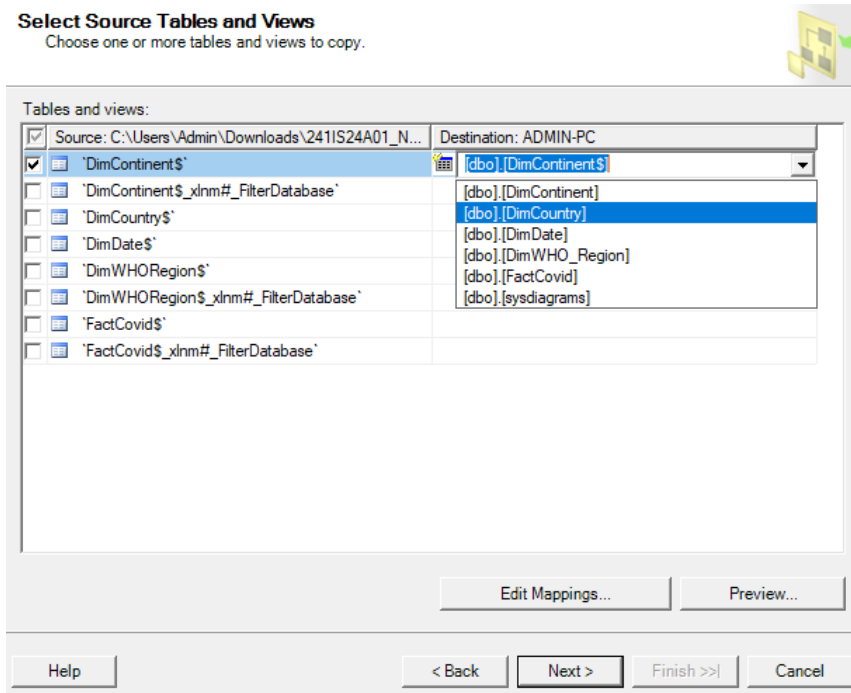 Select Source Tables and Views
Choose one or more tables and views to copy.
Tables and views:
Source: C:\Users\Admin\Downloads\241IS24A01_N... Destination: ADMIN-PC
`DimContinent$` [dbo].[DimContinent$]
`DimContinent$_xlnm#_FilterDatabase` [dbo].[DimContinent]
`DimCountry$` [dbo].[DimCountry]
`DimDate$` [dbo].[DimDate]
`DimWHORegion$` [dbo].[DimWHO_Region]
`DimWHORegion$_xlnm#_FilterDatabase` [dbo].[FactCovid]
`FactCovid$` [dbo].[sysdiagrams]
`FactCovid$_xlnm#_FilterDatabase`
Edit Mappings... Preview...
Help < Back Next > Finish >>| Cancel